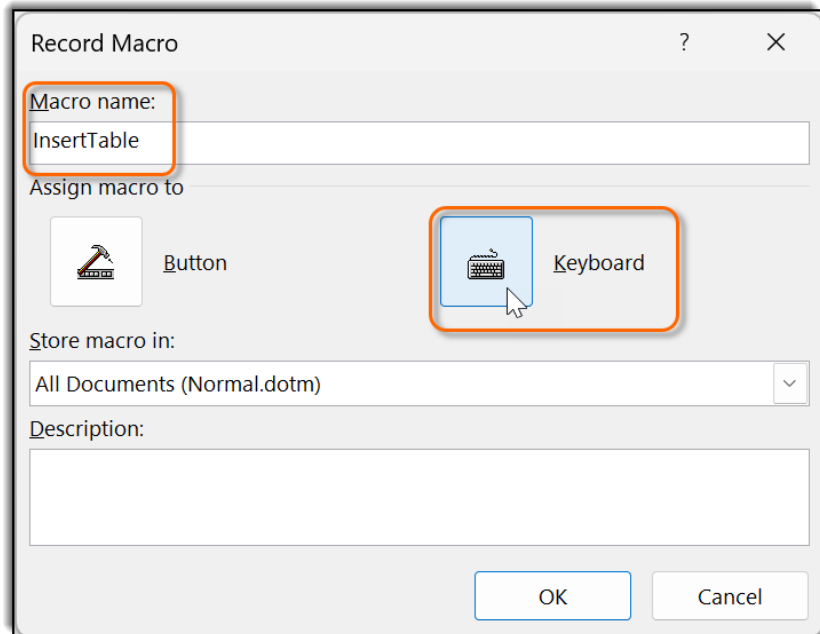 Record Macro ?
Macro name:
InsertTable
Assign macro to
Button Keyboard
Store macro in:
All Documents (Normal.dotm)
Description:
OK Cancel